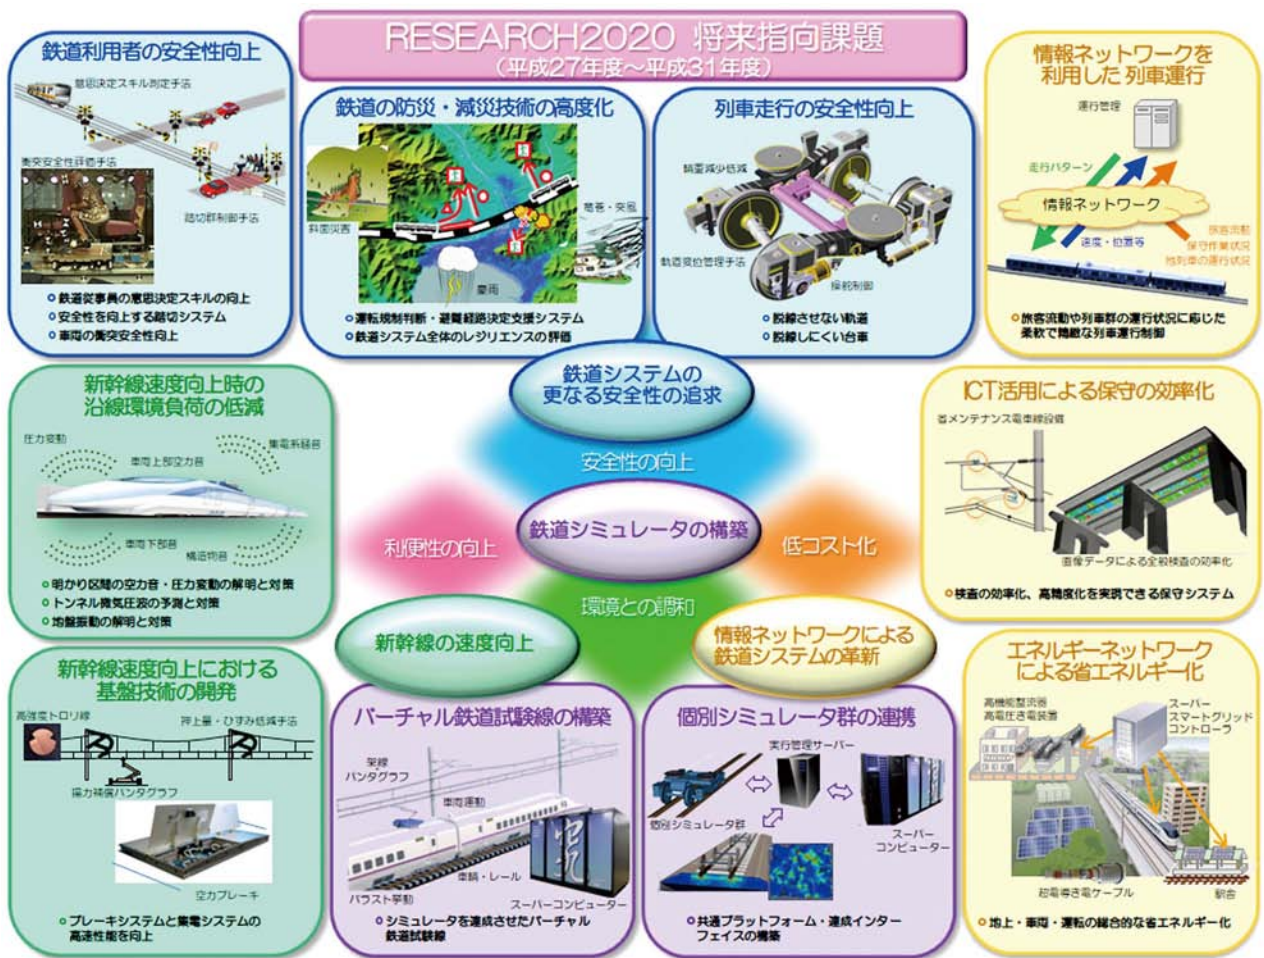 RESEARCH2020 将来指向課題
（平成27年度～平成31年度）
鉄道利用者の安全性向上
意思決定スキル測定手法
衝突安全性評価手法
踏切群制御手法
鉄道従事員の意思決定スキルの向上
安全性を向上する踏切システム
車両の衝突安全性向上
鉄道の防災・減災技術の高度化
斜面災害
竜巻・突風
豪雨
運転規制判断・避難経路決定支援システム
鉄道システム全体のレジリエンスの評価
列車走行の安全性向上
輪重減少低減
軌道変位管理手法
操舵制御
脱線させない軌道
脱線しにくい台車
情報ネットワークを
利用した 列車運行
運行管理
走行パターン
情報ネットワーク
速度・位置等
旅客流動
保守作業状況
他列車の運行状況
旅客流動や列車群の運行状況に応じた
柔軟で精緻な列車運行制御
新幹線速度向上時の
沿線環境負荷の低減
圧力変動
車両上部空力音
集電系騒音
車両下部音
構造物音
明かり区間の空力音・圧力変動の解明と対策
トンネル微気圧波の予測と対策
地盤振動の解明と対策
鉄道システムの
更なる安全性の追求
安全性の向上
利便性の向上
鉄道シミュレータの構築
低コスト化
環境との調和
新幹線の速度向上
情報ネットワークによる
鉄道システムの革新
ICT活用による保守の効率化
省メンテナンス電車線設備
画像データによる全般検査の効率化
検査の効率化、高精度化を実現できる保守システム
新幹線速度向上における
基盤技術の開発
高強度トロリ線
押上量・ひずみ低減手法
揚力補償パンタグラフ
空力ブレーキ
ブレーキシステムと集電システムの
高速性能を向上
バーチャル鉄道試験線の構築
架線
パンタグラフ
車両運動
車輪・レール
バラスト挙動
スーパーコンピューター
シミュレータを連成させたバーチャル
鉄道試験線
個別シミュレータ群の連携
実行管理サーバー
個別シミュレータ群
スーパー
コンピューター
共通プラットフォーム・連成インター
フェイスの構築
エネルギーネットワーク
による省エネルギー化
高機能整流器
高電圧き電装置
スーパー
スマートグリッド
コントローラ
超電導き電ケーブル
駅舎
地上・車両・運転の総合的な省エネルギー化